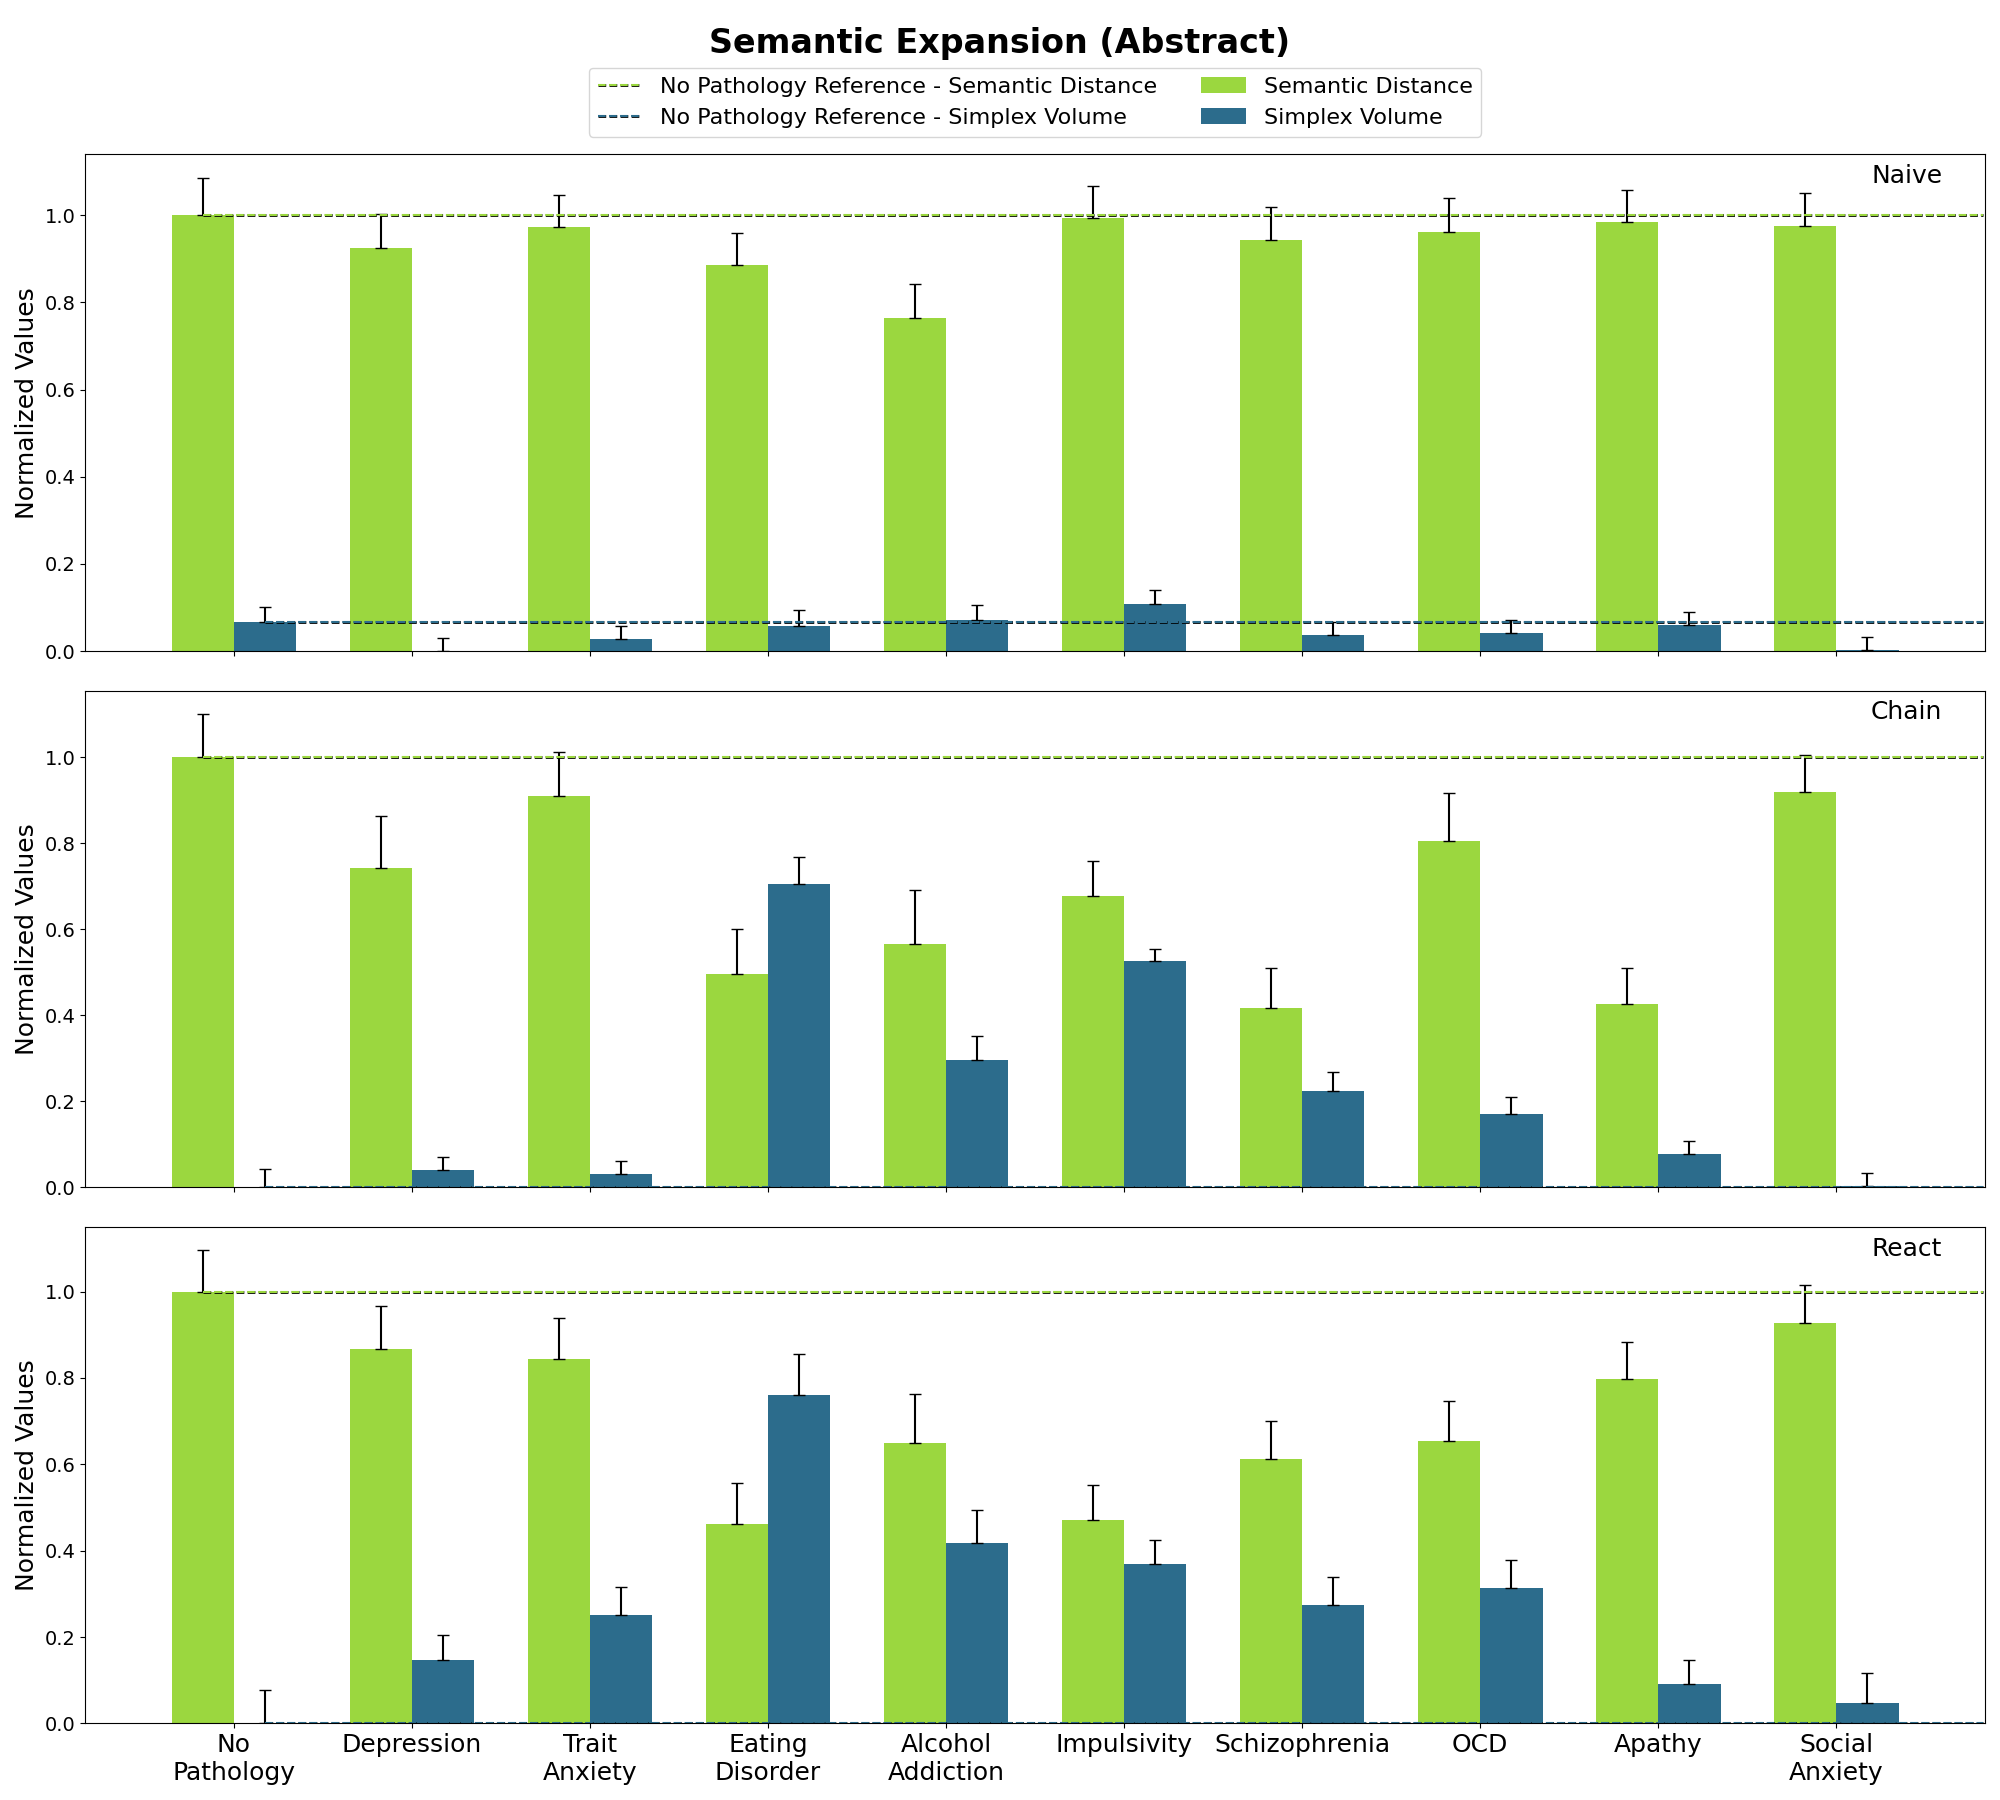 Semantic Expansion (Abstract)
No Pathology Reference - Semantic Distance
No Pathology Reference - Simplex Volume
Semantic Distance
Simplex Volume
Naive
Normalized Values
1.0
0.8
0.6
0.4
0.2
0.0
Chain
Normalized Values
1.0
0.8
0.6
0.4
0.2
0.0
React
Normalized Values
1.0
0.8
0.6
0.4
0.2
0.0
No
Pathology
Depression
Trait
Anxiety
Eating
Disorder
Alcohol
Addiction
Impulsivity
Schizophrenia
OCD
Apathy
Social
Anxiety